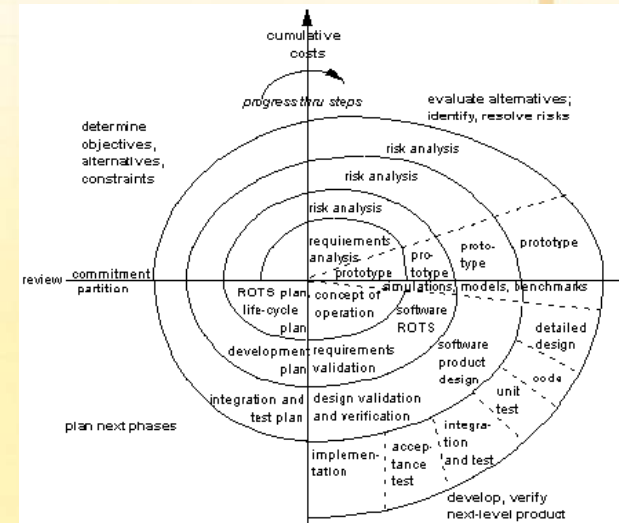 cumulative
costs
progress thru steps
evaluate alternatives;
identify, resolve risks
determine
objectives,
alternatives,
constraints
risk analysis
risk analysis
risk analysis
requirements
analysis
prototype
pro-
totype
proto-
type
prototype
review
commitment
partition
simulations, models, benchmarks
ROTS plan
life-cycle
plan
concept of
operation
software
ROTS
development
plan
requirements
validation
software
product
design
detailed
design
code
unit
test
integration and
test plan
design validation
and verification
integra-
tion
and test
accep-
tance
test
implemen-
tation
plan next phases
develop, verify
next-level product